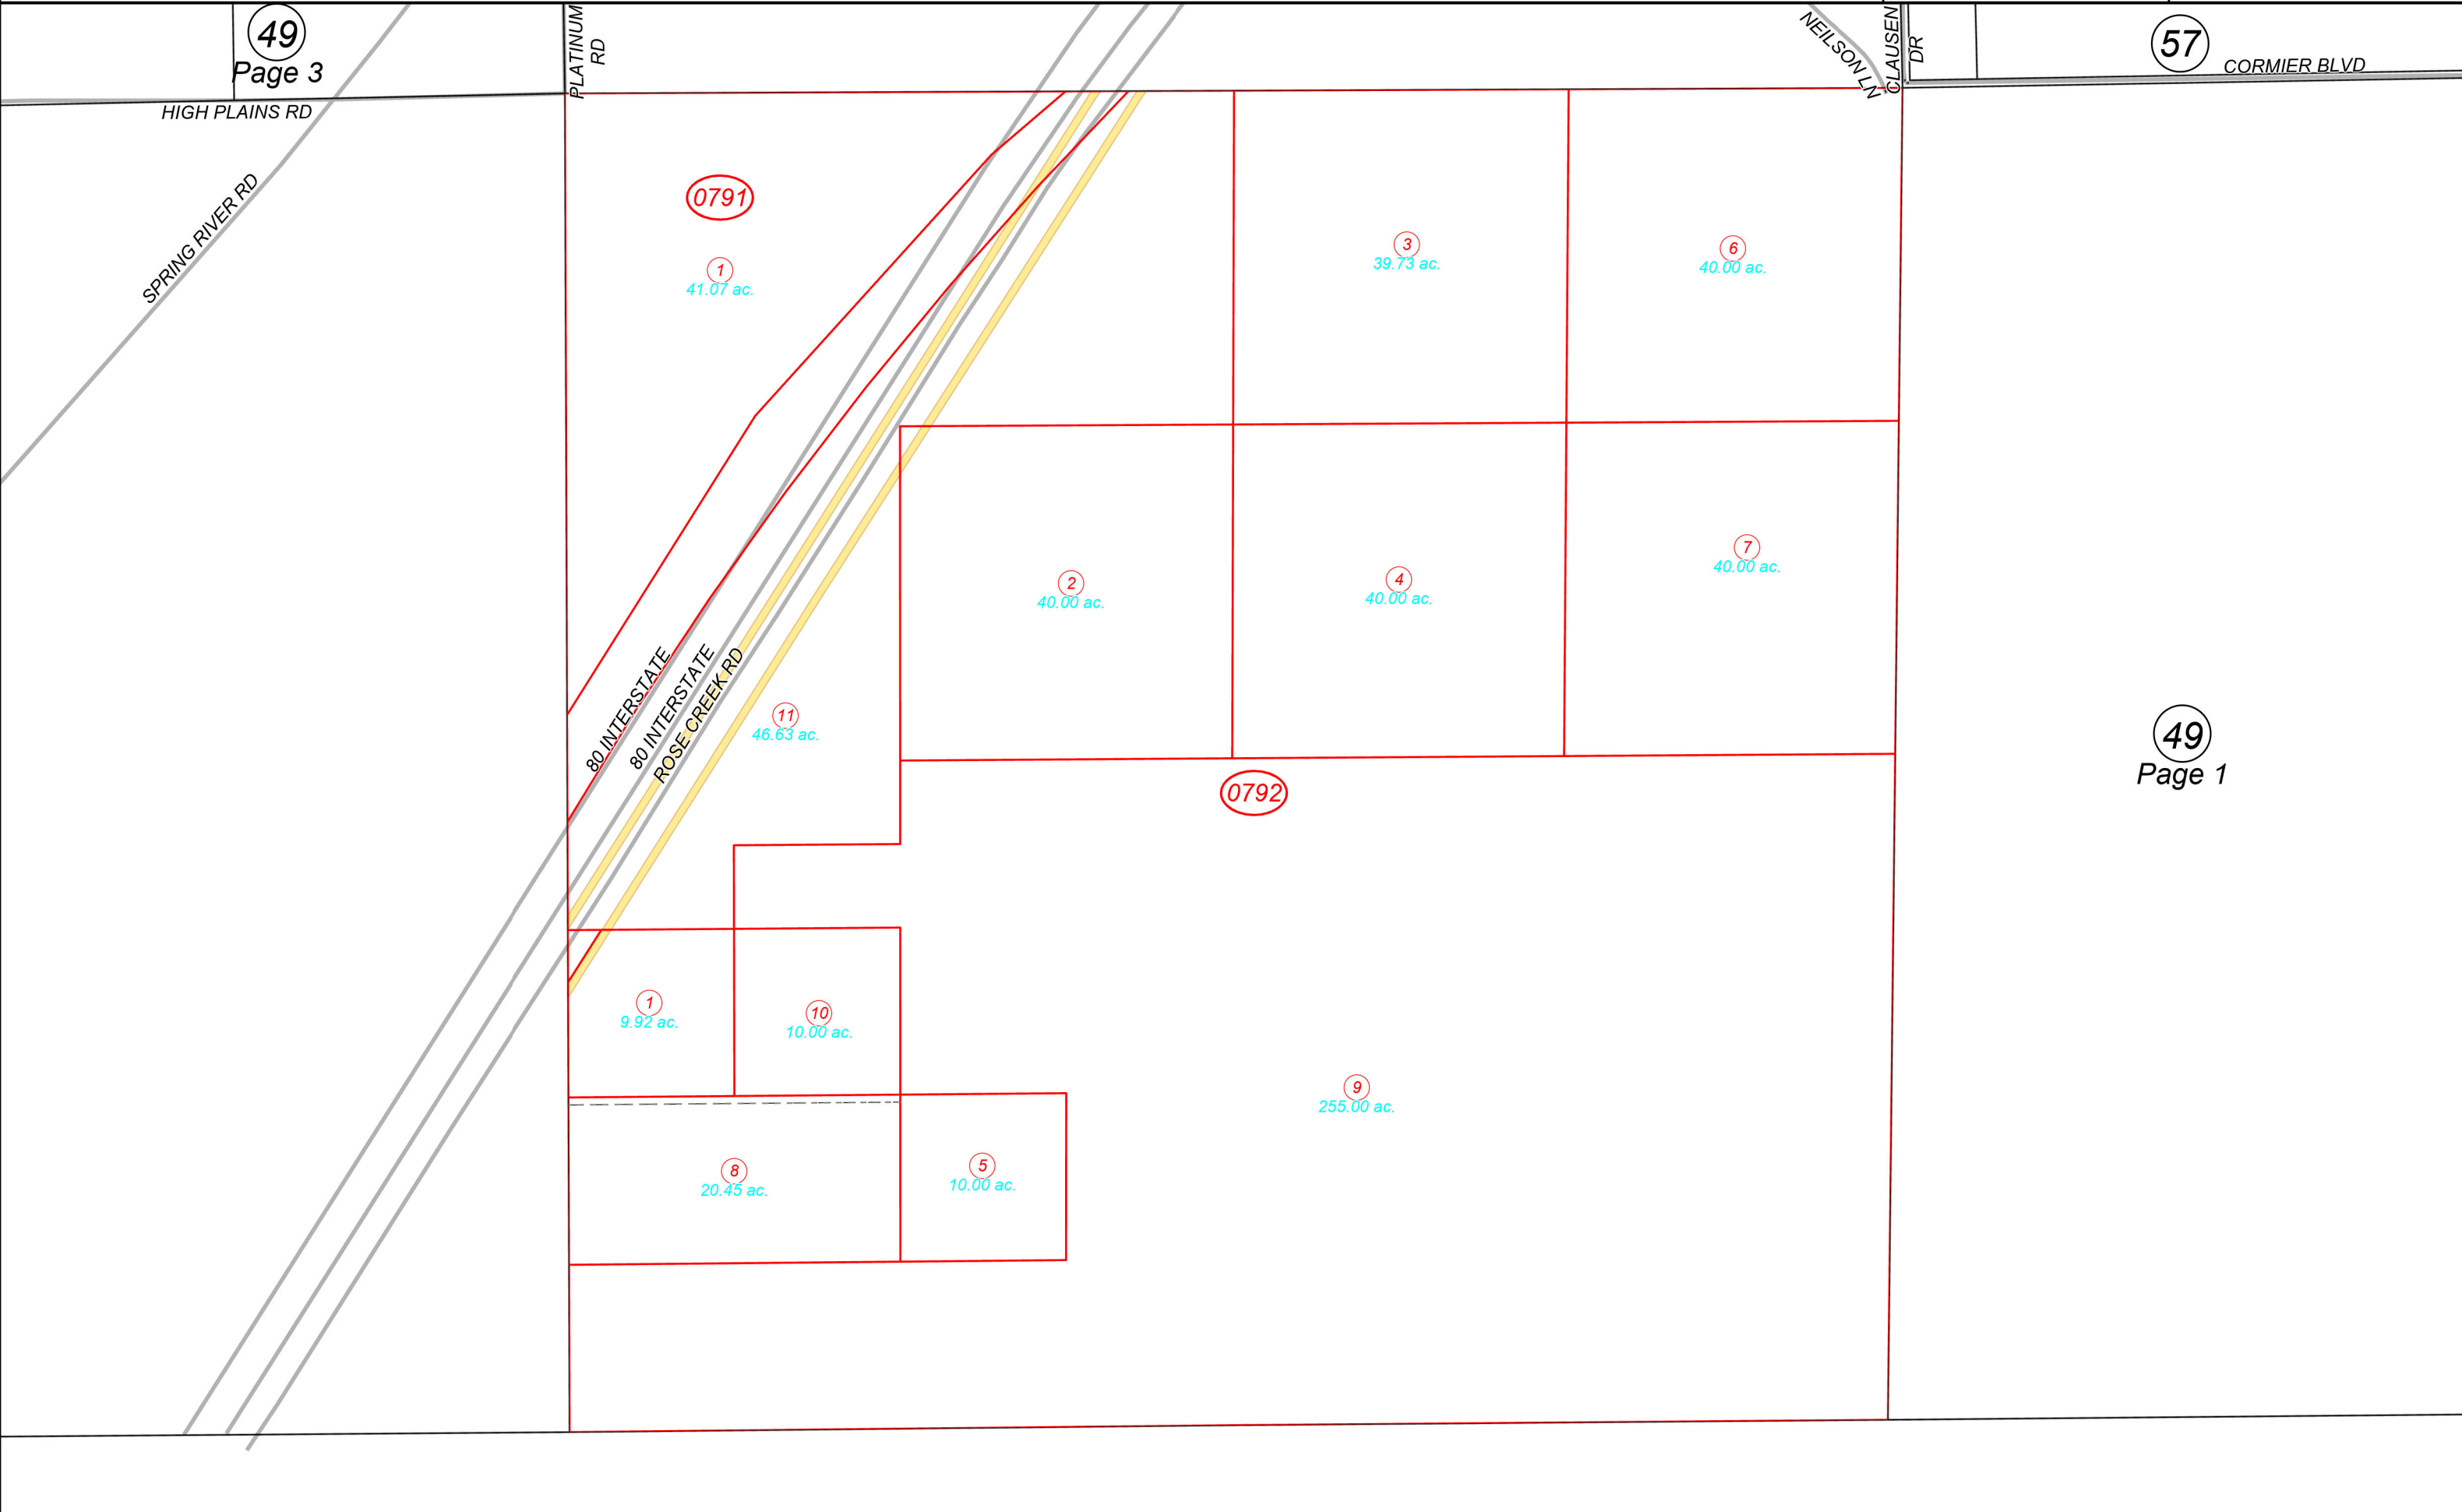 49
Page 3
PLATINUM
RD
NEILSON LN
CLAUSEN
DR
57
CORMIER BLVD
HIGH PLAINS RD
SPRING RIVER RD
0791
1
41.07 ac.
3
39.73 ac.
6
40.00 ac.
2
40.00 ac.
4
40.00 ac.
7
40.00 ac.
80 INTERSTATE
80 INTERSTATE
ROSE CREEK RD
11
46.63 ac.
49
Page 1
0792
1
9.92 ac.
10
10.00 ac.
9
255.00 ac.
8
20.45 ac.
5
10.00 ac.